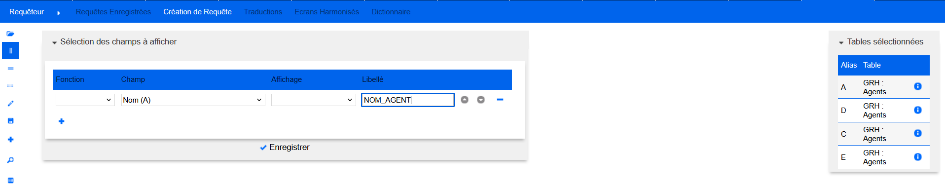 Requêteur Requêtes Enregistrées Création de Requête Traductions Ecrans Harmonisés Dictionnaire
Sélection des champs à afficher
Fonction Champ Affichage Libellé
Nom (A) NOM_AGENT
Enregistrer
Tables sélectionnées
Alias Table
A GRH :
Agents
D GRH :
Agents
C GRH :
Agents
E GRH :
Agents